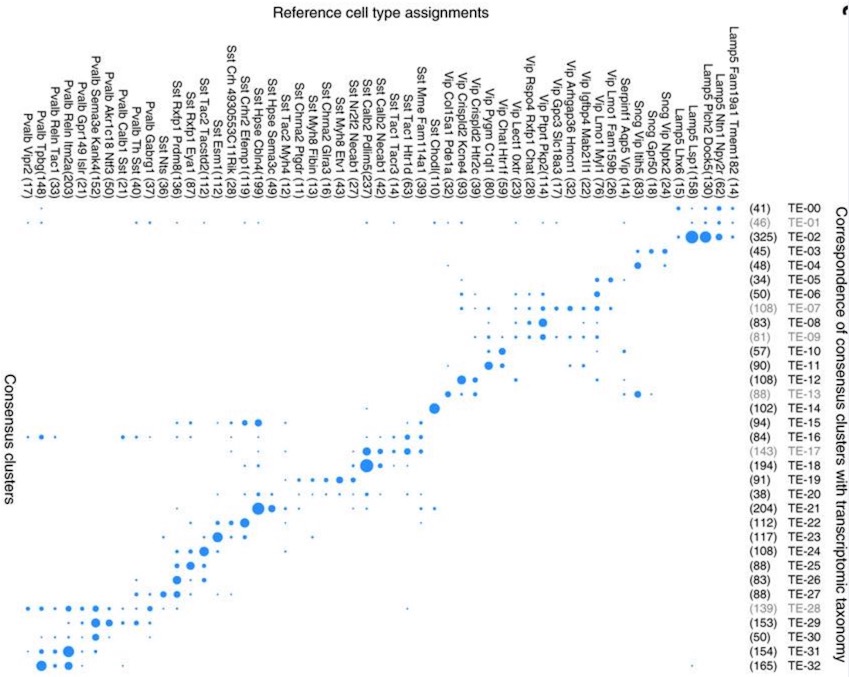 c
Reference cell type assignments
Pvalb Vipr2 (17)
Pvalb Tpbg(148)
Pvalb Reln Tac1 (33)
Pvalb Reln Itm2a(203)
Pvalb Gpr149 Islr (21)
Pvalb Sema3e Kank4(152)
Pvalb Akr1c18 Ntf3 (50)
Pvalb Calb1 Sst (21)
Pvalb Th Sst (40)
Pvalb Gabrg1 (37)
Sst Nts (36)
Sst Rxfp1 Prdm8(136)
Sst Rxfp1 Eya1 (87)
Sst Tac2 Tacstd2(112)
Sst Esm1(112)
Sst Crh 4930553C11Rik (28)
Sst Crhr2 Efemp1(119)
Sst Hpse Cbln4(199)
Sst Hpse Sema3c (49)
Sst Tac2 Myh4 (12)
Sst Chrna2 Ptgdr (11)
Sst Myh8 Fibin (13)
Sst Chrna2 Glra3 (16)
Sst Myh8 Etv1 (43)
Sst Nr2f2 Necab1 (27)
Sst Calb2 Pdlim5(237)
Sst Calb2 Necab1 (42)
Sst Tac1 Tacr3 (14)
Sst Tac1 Htr1d (63)
Sst Mme Fam114a1 (39)
Sst Chodl(110)
Vip Col15a1 Pde1a (32)
Vip Crispld2 Kcne4 (93)
Vip Crispld2 Htr2c (39)
Vip Pygm C1ql1 (80)
Vip Chat Htr1f (59)
Vip Lect1 Oxtr (23)
Vip Rspo4 Rxfp1 Chat (28)
Vip Ptprt Pkp2(114)
Vip Gpc3 Slc18a3 (17)
Vip Arhgap36 Hmcn1 (32)
Vip Igfbp4 Mab21l1 (22)
Vip Lmo1 Myl1 (76)
Vip Lmo1 Fam159b (26)
Serpinf1 Aqp5 Vip (14)
Sncg Vip Itih5 (83)
Sncg Gpr50 (18)
Sncg Vip Nptx2 (24)
Lamp5 Lhx6 (15)
Lamp5 Lsp1(158)
Lamp5 Plch2 Dock5(130)
Lamp5 Ntn1 Npy2r (62)
Lamp5 Fam19a1 Tmem182 (14)
(41) TE-00
(46) TE-01
(325) TE-02
(45) TE-03
(48) TE-04
(34) TE-05
(50) TE-06
(108) TE-07
(83) TE-08
(81) TE-09
(57) TE-10
(90) TE-11
(108) TE-12
(88) TE-13
(102) TE-14
(94) TE-15
(84) TE-16
(143) TE-17
(194) TE-18
(91) TE-19
(38) TE-20
(204) TE-21
(112) TE-22
(117) TE-23
(108) TE-24
(88) TE-25
(83) TE-26
(88) TE-27
(139) TE-28
(153) TE-29
(50) TE-30
(154) TE-31
(165) TE-32
Consensus clusters
Correspondence of consensus clusters with transcriptomic taxonomy